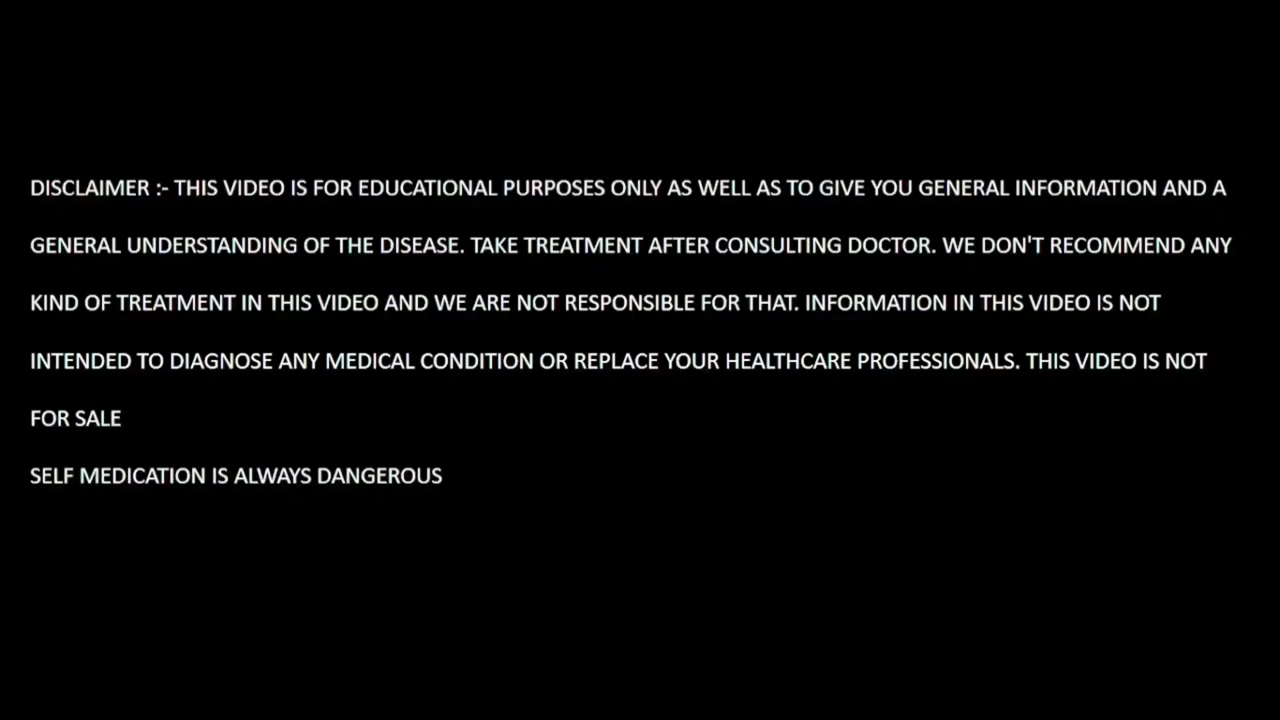 DISCLAIMER :- THIS VIDEO IS FOR EDUCATIONAL PURPOSES ONLY AS WELL AS TO GIVE YOU GENERAL INFORMATION AND A
GENERAL UNDERSTANDING OF THE DISEASE. TAKE TREATMENT AFTER CONSULTING DOCTOR. WE DON'T RECOMMEND ANY
KIND OF TREATMENT IN THIS VIDEO AND WE ARE NOT RESPONSIBLE FOR THAT. INFORMATION IN THIS VIDEO IS NOT
INTENDED TO DIAGNOSE ANY MEDICAL CONDITION OR REPLACE YOUR HEALTHCARE PROFESSIONALS. THIS VIDEO IS NOT
FOR SALE
SELF MEDICATION IS ALWAYS DANGEROUS